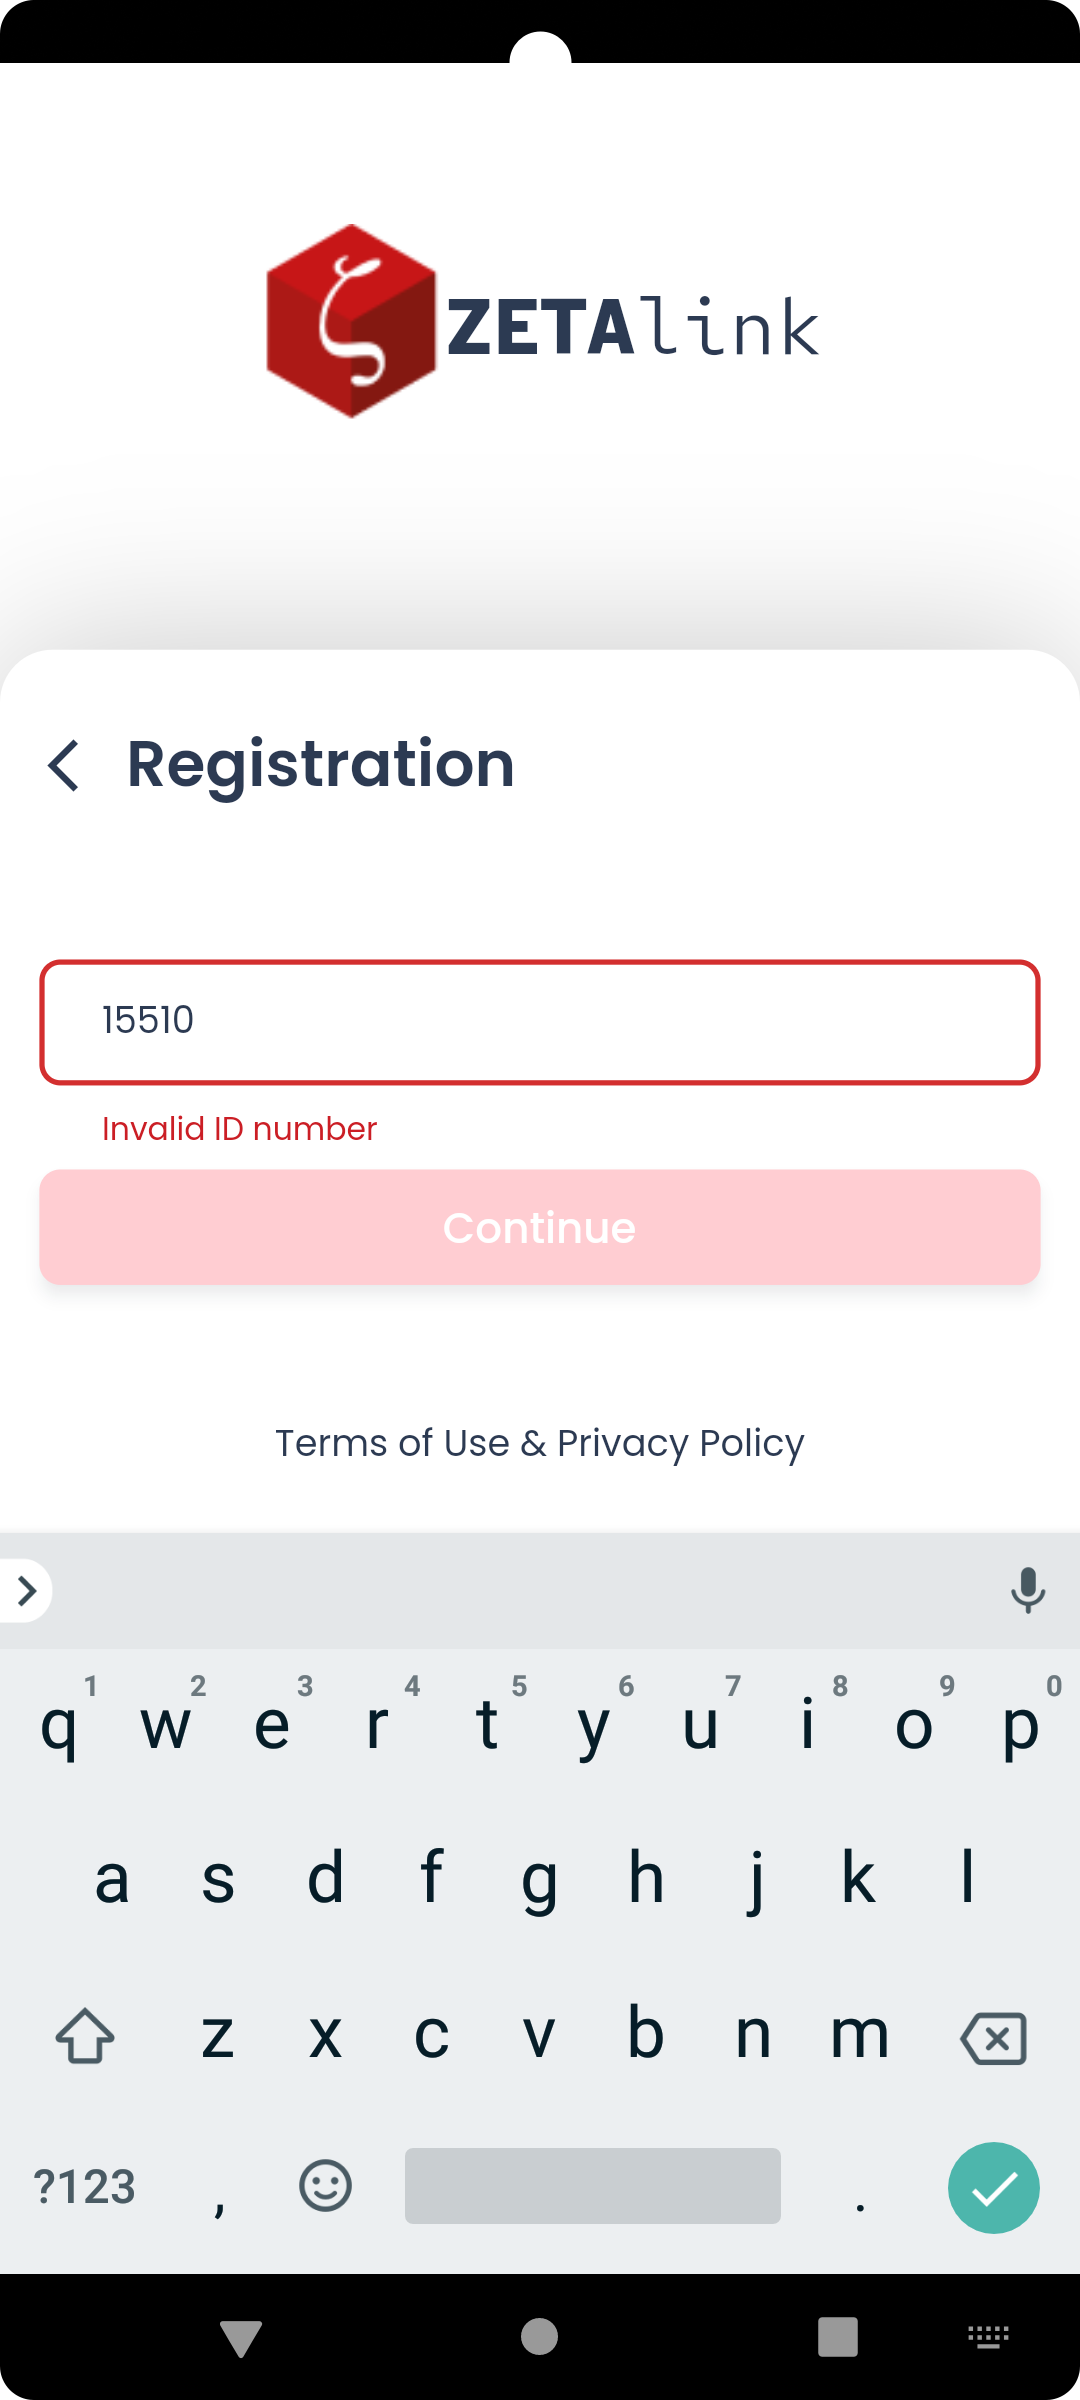 ZETAlink
Registration
15510
Invalid ID number
Continue
Terms of Use & Privacy Policy
1 2 3 4 5 6 7 8 9 0
q w e r t y u i o p
a s d f g h j k l
z x c v b n m
?123 , .